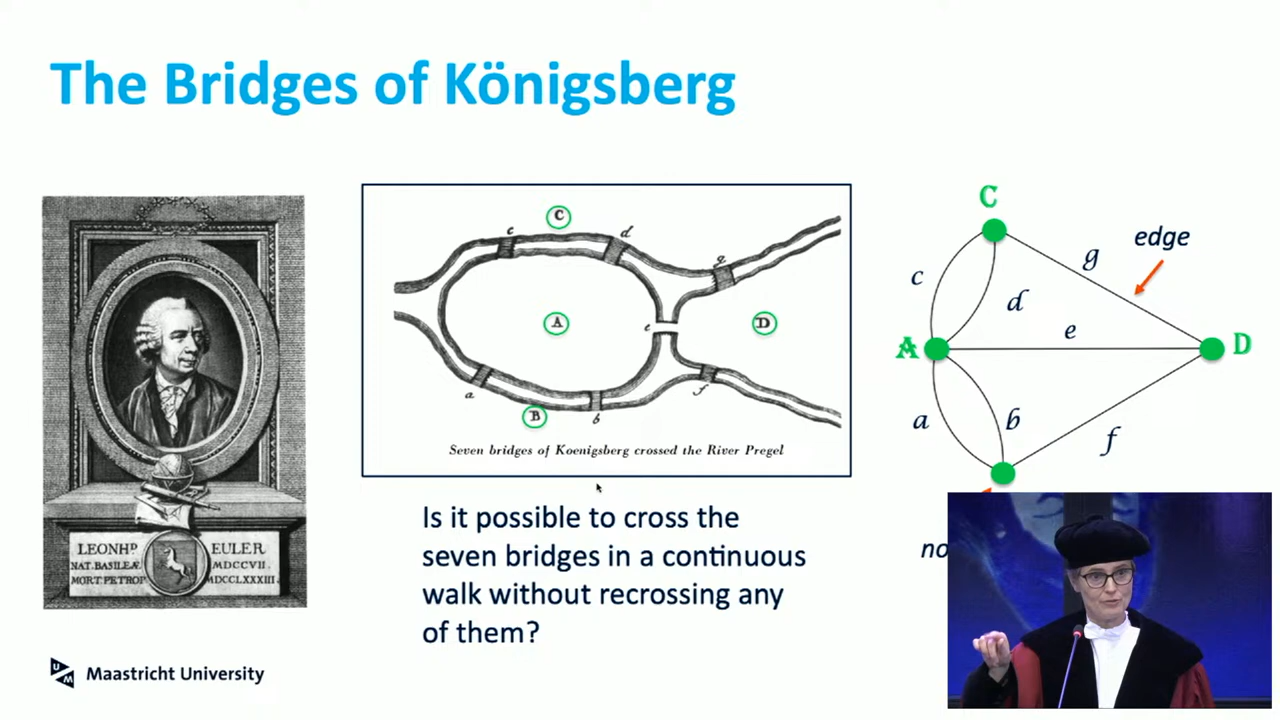 The Bridges of Königsberg
LEONHD EULER
NAT. BASILEÆ MDCCVII.
MORT. PETROP. MDCCLXXXIII.
C
c
d
g
A
e
D
a
B
b
f
Seven bridges of Koenigsberg crossed the River Pregel
Is it possible to cross the
seven bridges in a continuous
walk without recrossing any
of them?
C
edge
g
c
d
e
A
D
a
b
f
no
UM
Maastricht University